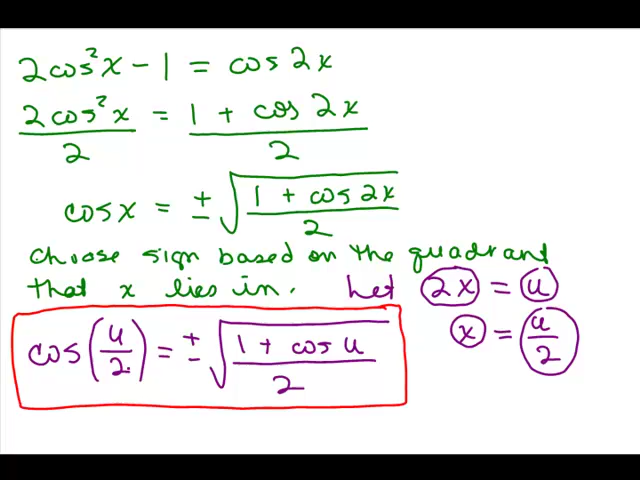 2cos²x - 1 = cos 2x
2cos²x / 2 = 1 + cos 2x / 2
cosx = ± √(1 + cos 2x / 2)
choose sign based on the quadrant
that x lies in. Let 2x = u
x = u/2
cos(u/2) = ± √(1 + cos u / 2)